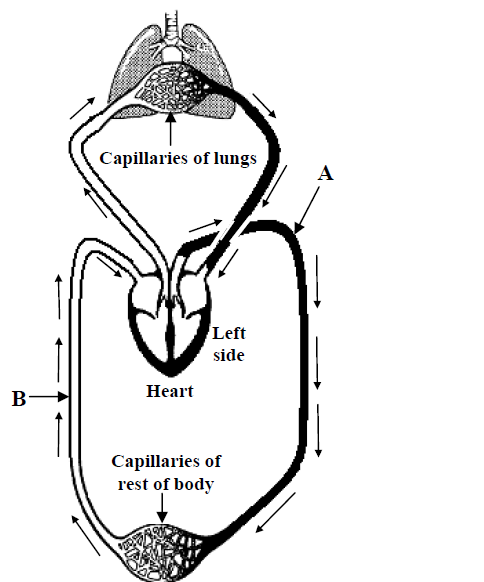 Capillaries of lungs
A
Left
side
Heart
B
Capillaries of
rest of body